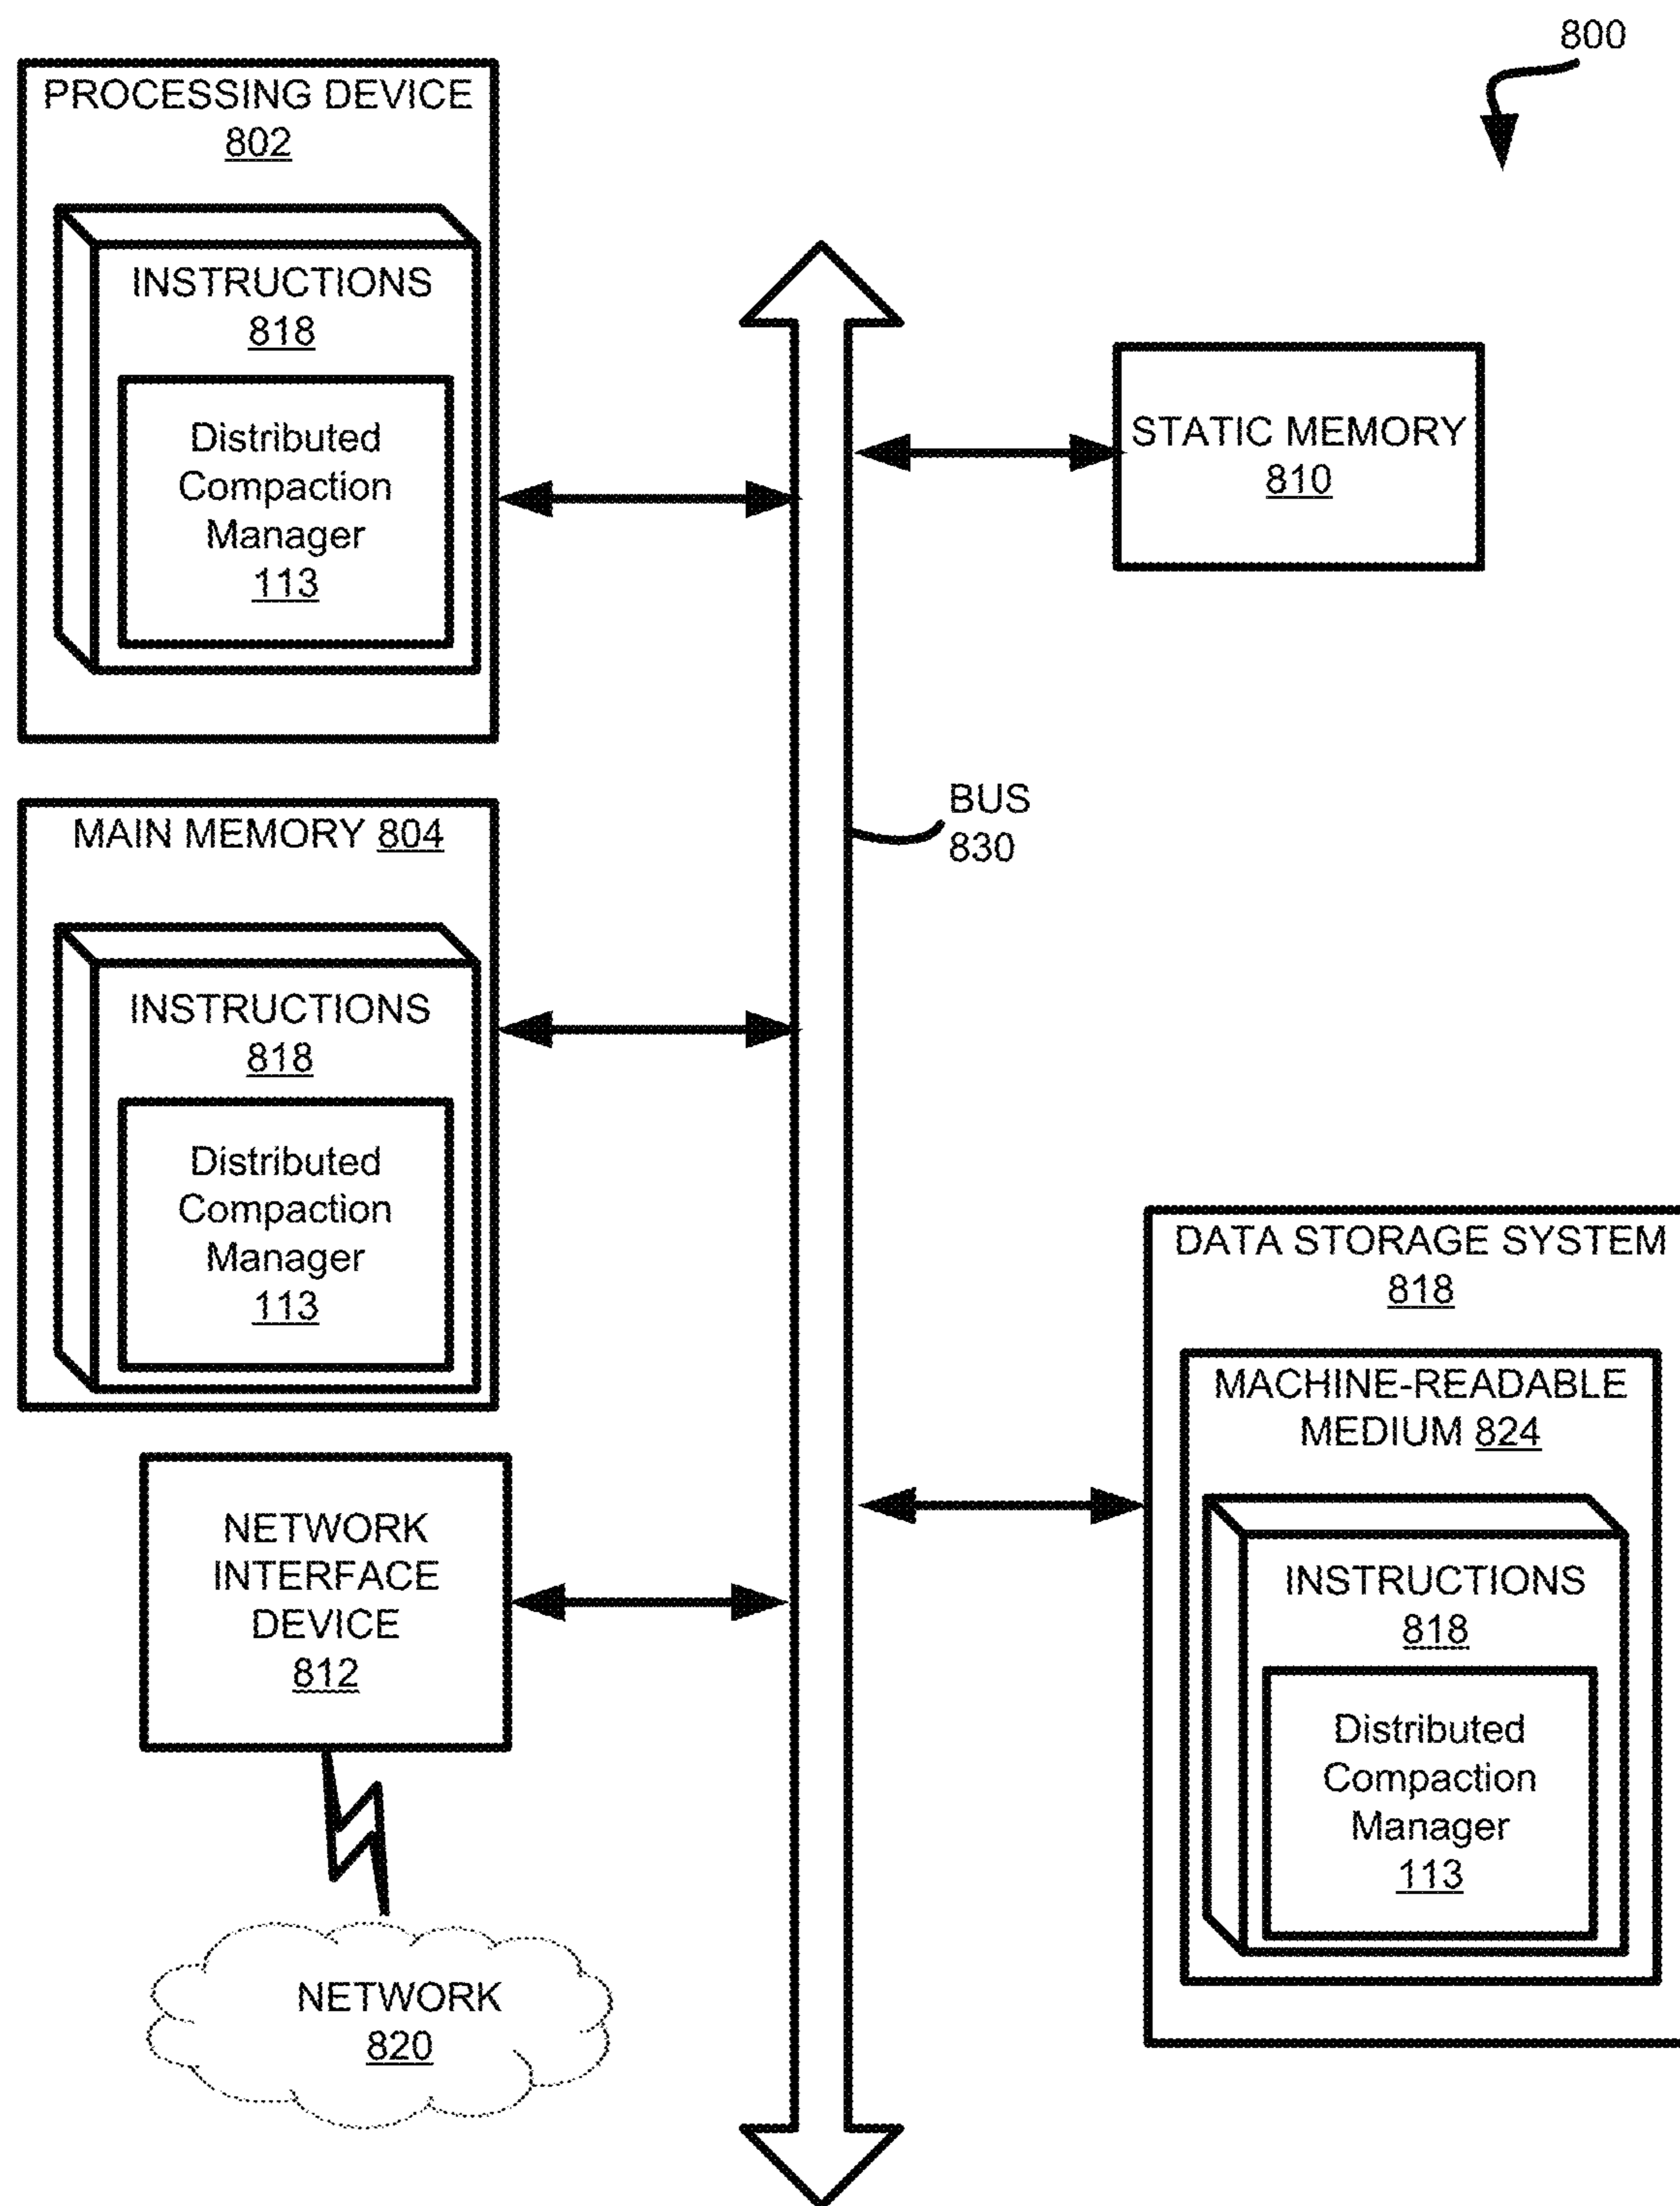 800
PROCESSING DEVICE
802
INSTRUCTIONS
818
Distributed
Compaction
Manager
113
STATIC MEMORY
810
BUS
830
MAIN MEMORY 804
INSTRUCTIONS
818
Distributed
Compaction
Manager
113
DATA STORAGE SYSTEM
818
MACHINE-READABLE
MEDIUM 824
INSTRUCTIONS
818
Distributed
Compaction
Manager
113
NETWORK
INTERFACE
DEVICE
812
NETWORK
820